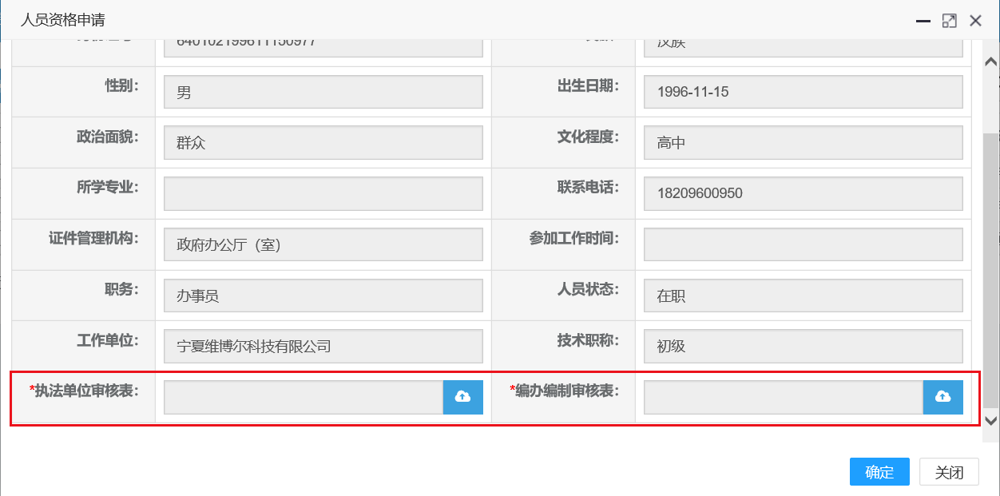 人员资格申请
640102199611150977
汉族
性别：
男
出生日期：
1996-11-15
政治面貌：
群众
文化程度：
高中
所学专业：
联系电话：
18209600950
证件管理机构：
政府办公厅（室）
参加工作时间：
职务：
办事员
人员状态：
在职
工作单位：
宁夏维博尔科技有限公司
技术职称：
初级
*执法单位审核表：
*编办编制审核表：
确定
关闭